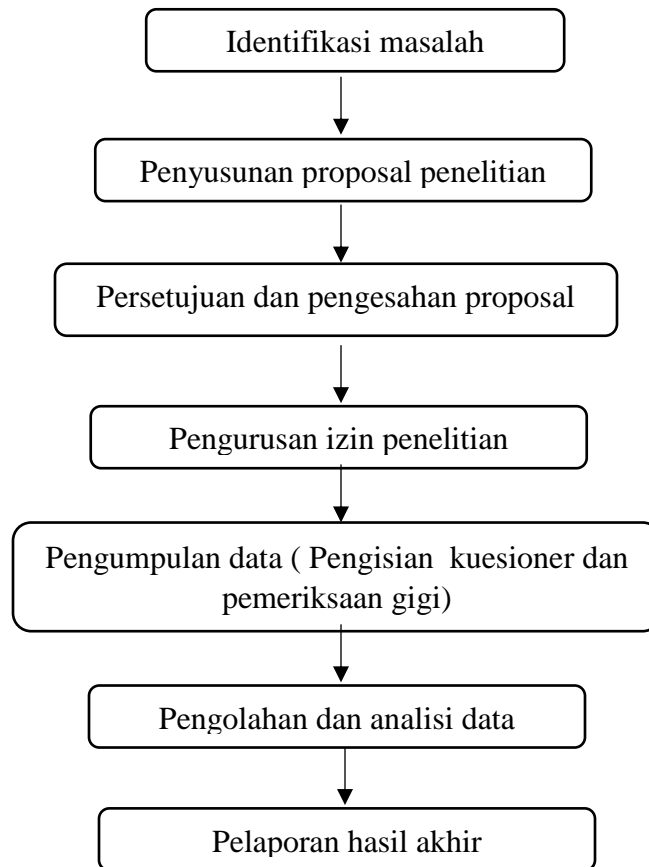 Identifikasi masalah
Penyusunan proposal penelitian
Persetujuan dan pengesahan proposal
Pengurusan izin penelitian
Pengumpulan data ( Pengisian kuesioner dan
pemeriksaan gigi)
Pengolahan dan analisi data
Pelaporan hasil akhir